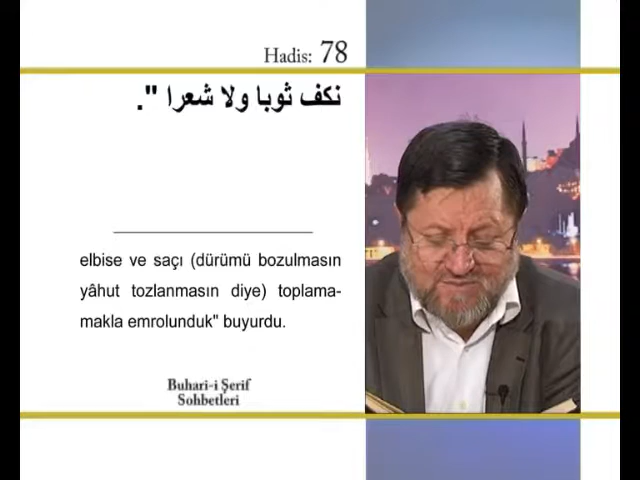 Hadis: 78
نكف ثوبا ولا شعرا ".
elbise ve saçı (dürümü bozulmasın
yâhut tozlanmasın diye) toplama-
makla emrolunduk" buyurdu.
Buhari-i Şerif
Sohbetleri